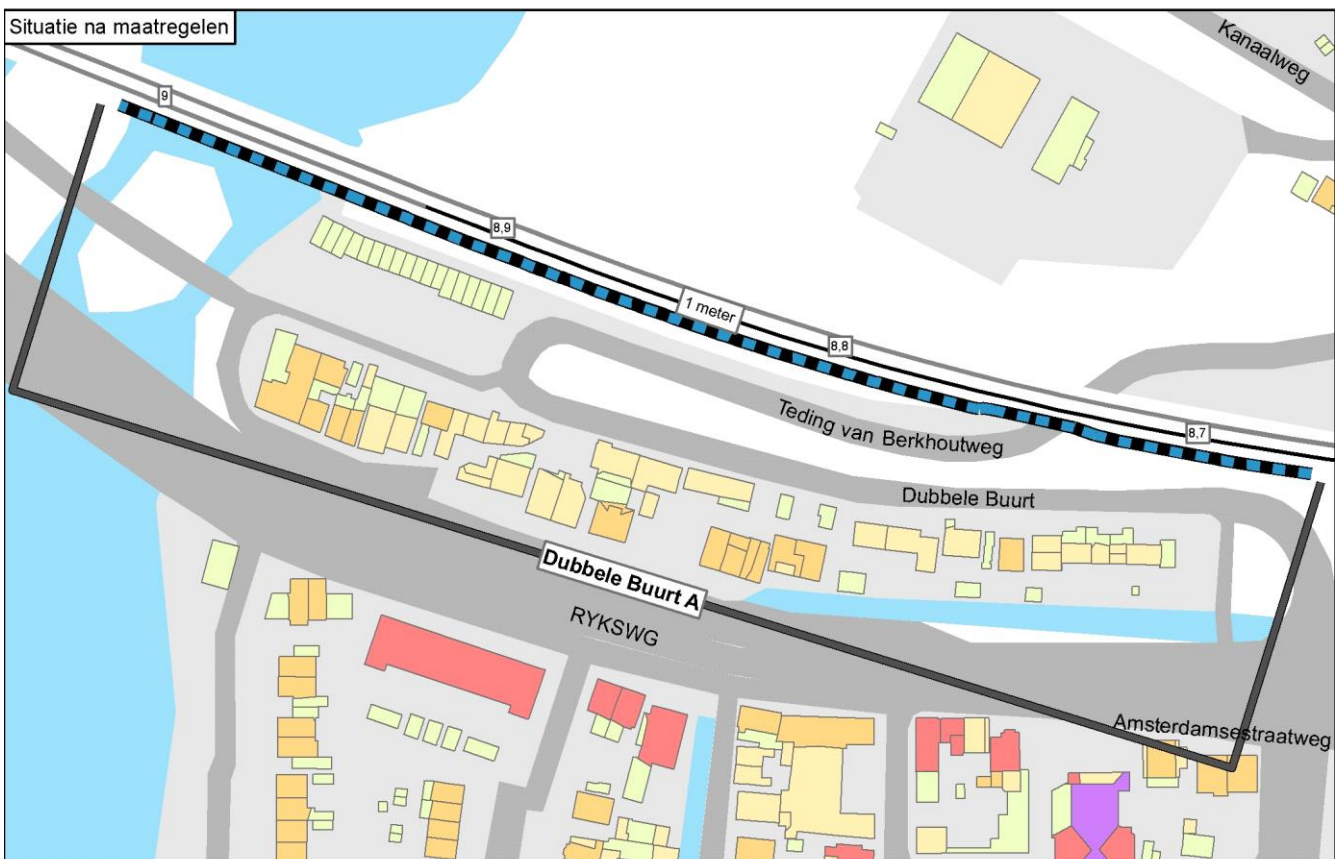 Situatie na maatregelen
Kanaalweg
9
8,9
1 meter
8,8
8,7
Teding van Berkhoutweg
Dubbele Buurt
Dubbele Buurt A
RYKSWG
Amsterdamsestraatweg